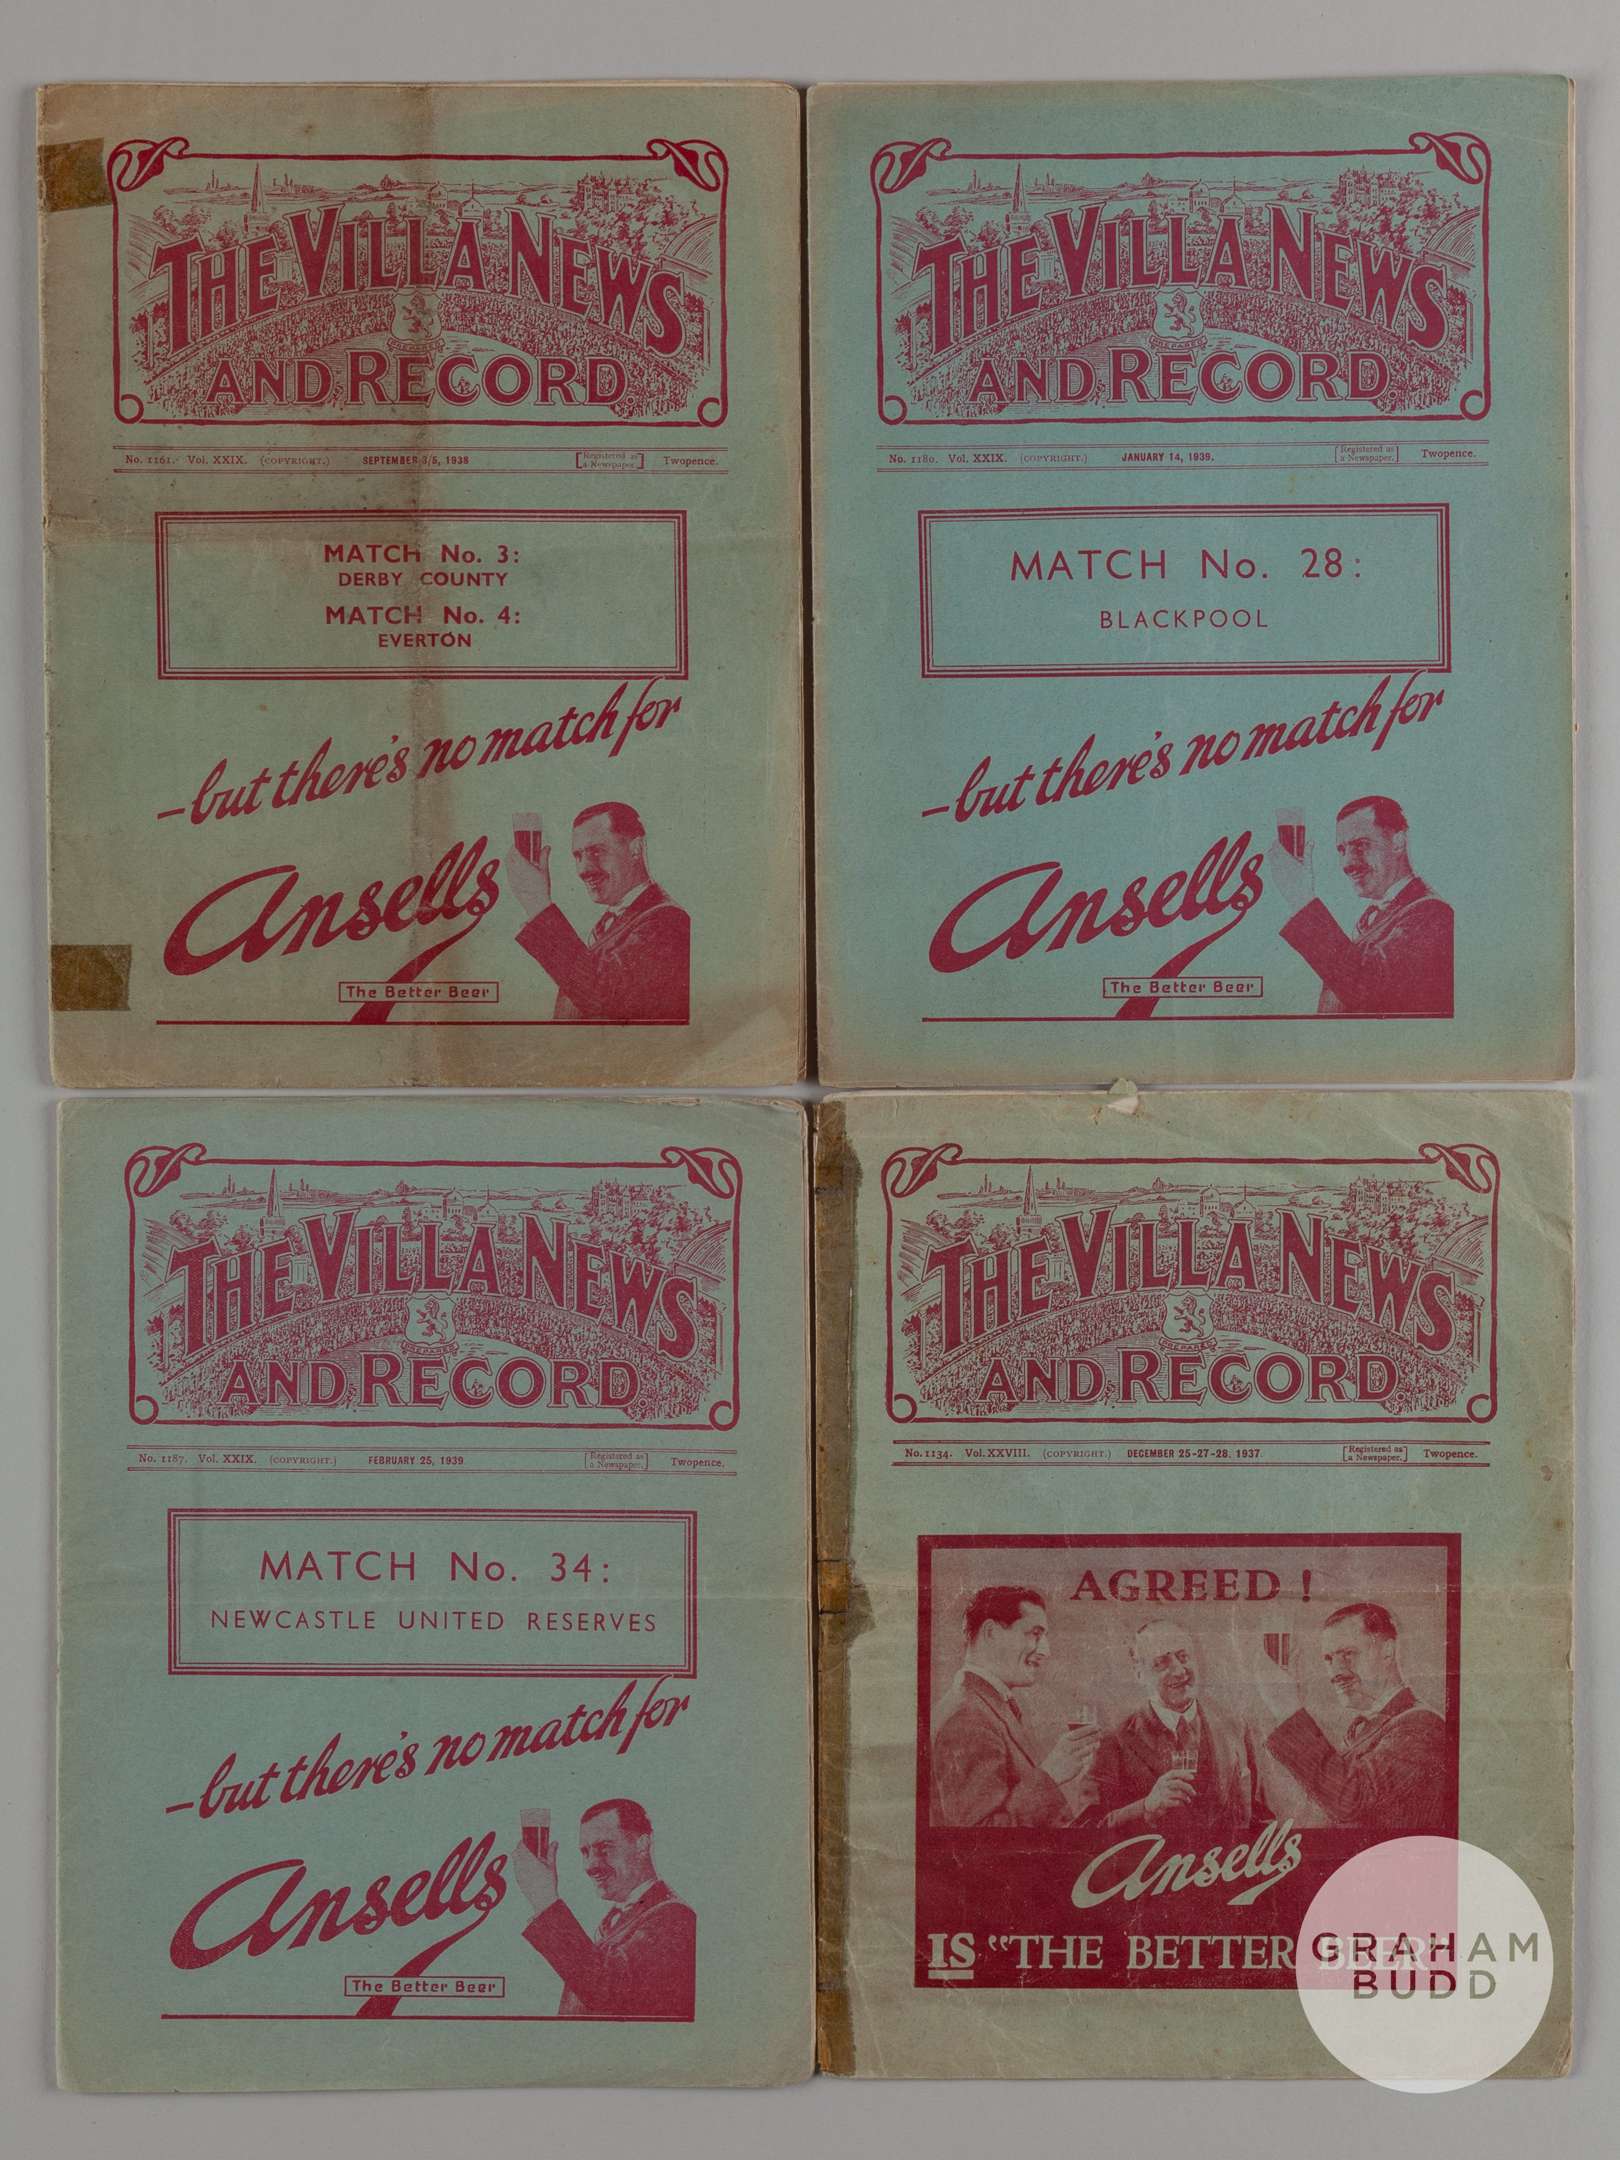 THE VILLA NEWS
AND RECORD.
No. 1161. Vol. XXIX. (COPYRIGHT.) SEPTEMBER 3/5, 1938 [Registered as a Newspaper.] Twopence.
MATCH No. 3:
DERBY COUNTY
MATCH No. 4:
EVERTON
—but there's no match for
Ansells
The Better Beer
THE VILLA NEWS
PREPARED
AND RECORD.
No. 1180. Vol. XXIX. (COPYRIGHT.) JANUARY 14, 1939. [Registered as a Newspaper.] Twopence.
MATCH No. 28:
BLACKPOOL
—but there's no match for
Ansells
The Better Beer
THE VILLA NEWS
PREPARED
AND RECORD.
No. 1187. Vol. XXIX. (COPYRIGHT.) FEBRUARY 25, 1939 [Registered as a Newspaper.] Twopence.
MATCH No. 34:
NEWCASTLE UNITED RESERVES
—but there's no match for
Ansells
The Better Beer
THE VILLA NEWS
PREPARED
AND RECORD.
No. 1134. Vol. XXVIII. (COPYRIGHT.) DECEMBER 25-27-28, 1937. [Registered as a Newspaper.] Twopence.
AGREED !
Ansells
IS "THE BETTER BEER"
GRAHAM
BUDD